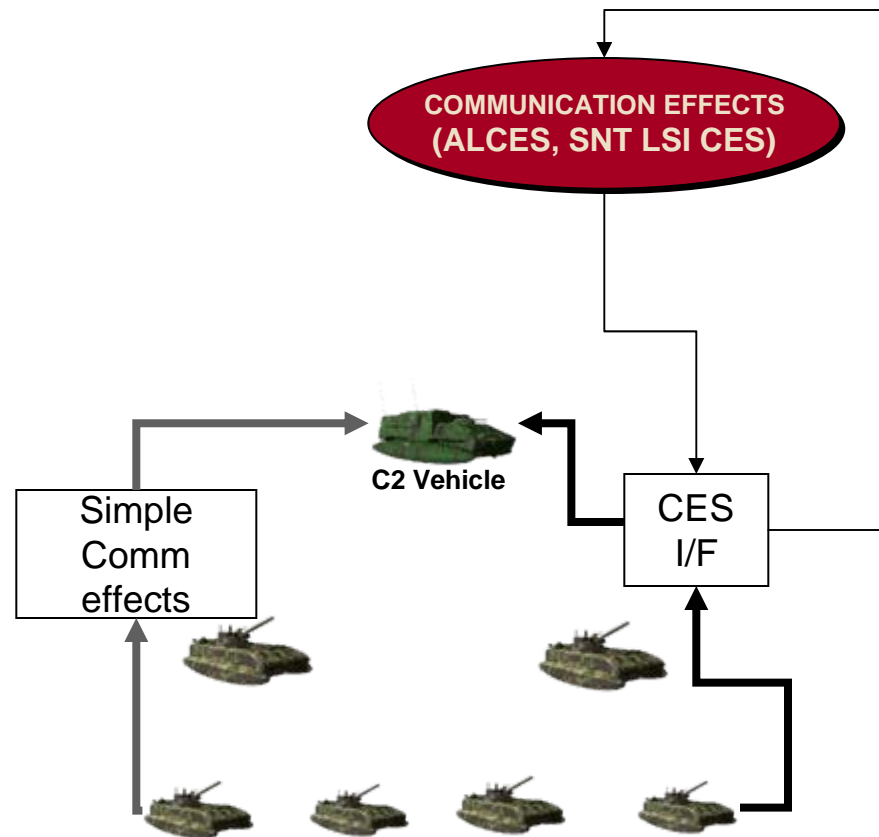 COMMUNICATION EFFECTS
(ALCES, SNT LSI CES)
C2 Vehicle
Simple
Comm
effects
CES
I/F